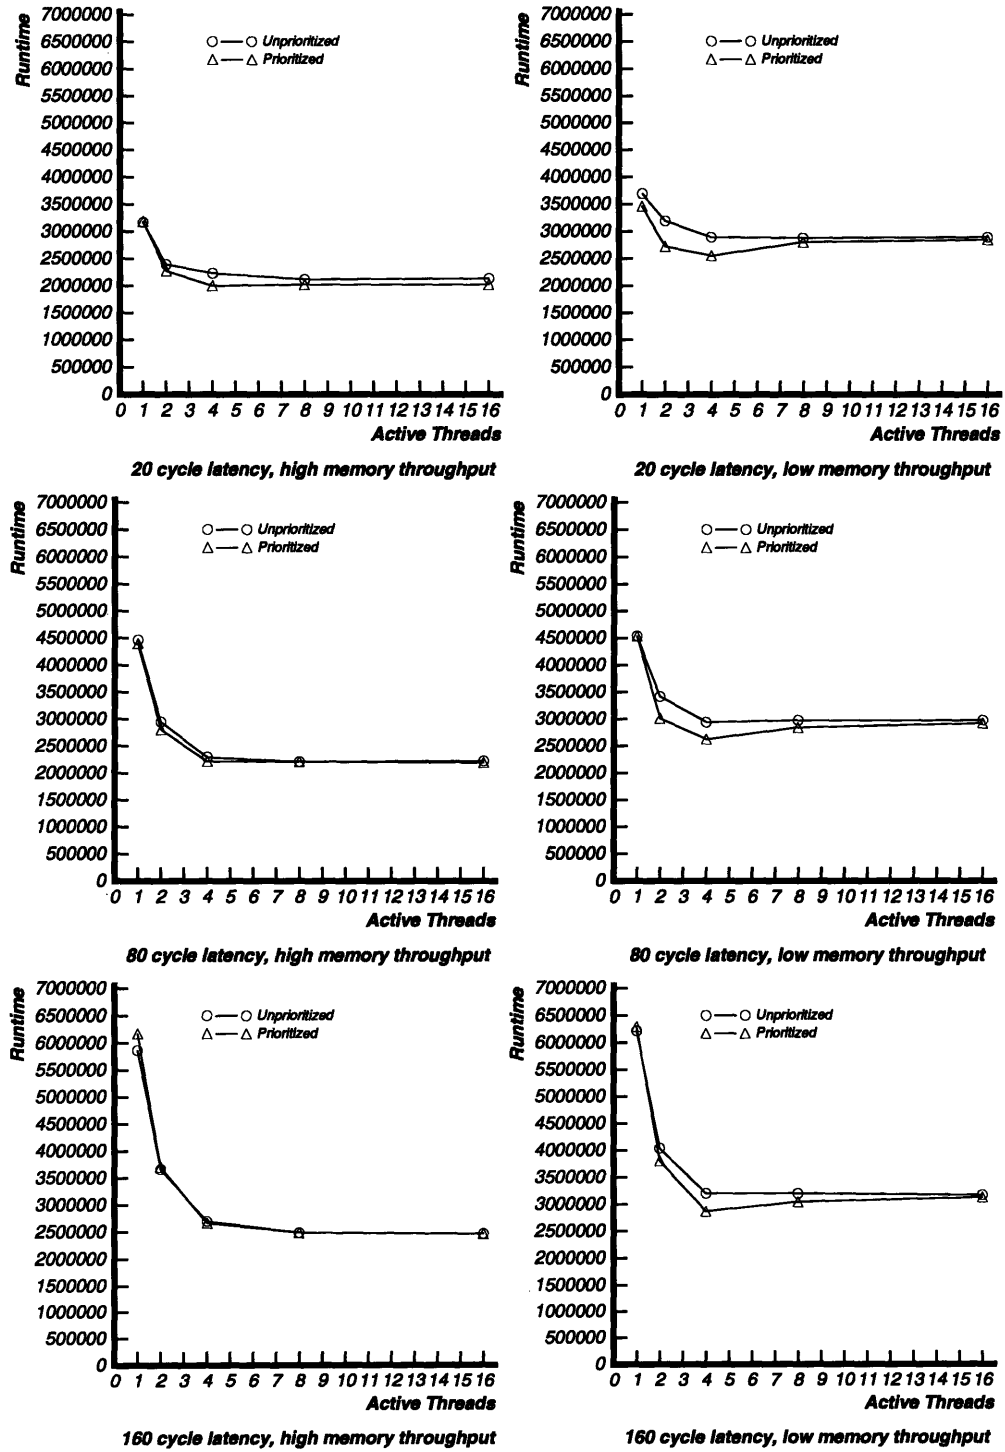 7000000
6500000
6000000
5500000
5000000
4500000
4000000
3500000
3000000
2500000
2000000
1500000
1000000
500000
0
Runtime
Unprioritized
Prioritized
0 1 2 3 4 5 6 7 8 9 10 11 12 13 14 15 16
Active Threads
20 cycle latency, high memory throughput
7000000
6500000
6000000
5500000
5000000
4500000
4000000
3500000
3000000
2500000
2000000
1500000
1000000
500000
0
Runtime
Unprioritized
Prioritized
0 1 2 3 4 5 6 7 8 9 10 11 12 13 14 15 16
Active Threads
20 cycle latency, low memory throughput
7000000
6500000
6000000
5500000
5000000
4500000
4000000
3500000
3000000
2500000
2000000
1500000
1000000
500000
0
Runtime
Unprioritized
Prioritized
0 1 2 3 4 5 6 7 8 9 10 11 12 13 14 15 16
Active Threads
80 cycle latency, high memory throughput
7000000
6500000
6000000
5500000
5000000
4500000
4000000
3500000
3000000
2500000
2000000
1500000
1000000
500000
0
Runtime
Unprioritized
Prioritized
0 1 2 3 4 5 6 7 8 9 10 11 12 13 14 15 16
Active Threads
80 cycle latency, low memory throughput
7000000
6500000
6000000
5500000
5000000
4500000
4000000
3500000
3000000
2500000
2000000
1500000
1000000
500000
0
Runtime
Unprioritized
Prioritized
0 1 2 3 4 5 6 7 8 9 10 11 12 13 14 15 16
Active Threads
160 cycle latency, high memory throughput
7000000
6500000
6000000
5500000
5000000
4500000
4000000
3500000
3000000
2500000
2000000
1500000
1000000
500000
0
Runtime
Unprioritized
Prioritized
0 1 2 3 4 5 6 7 8 9 10 11 12 13 14 15 16
Active Threads
160 cycle latency, low memory throughput